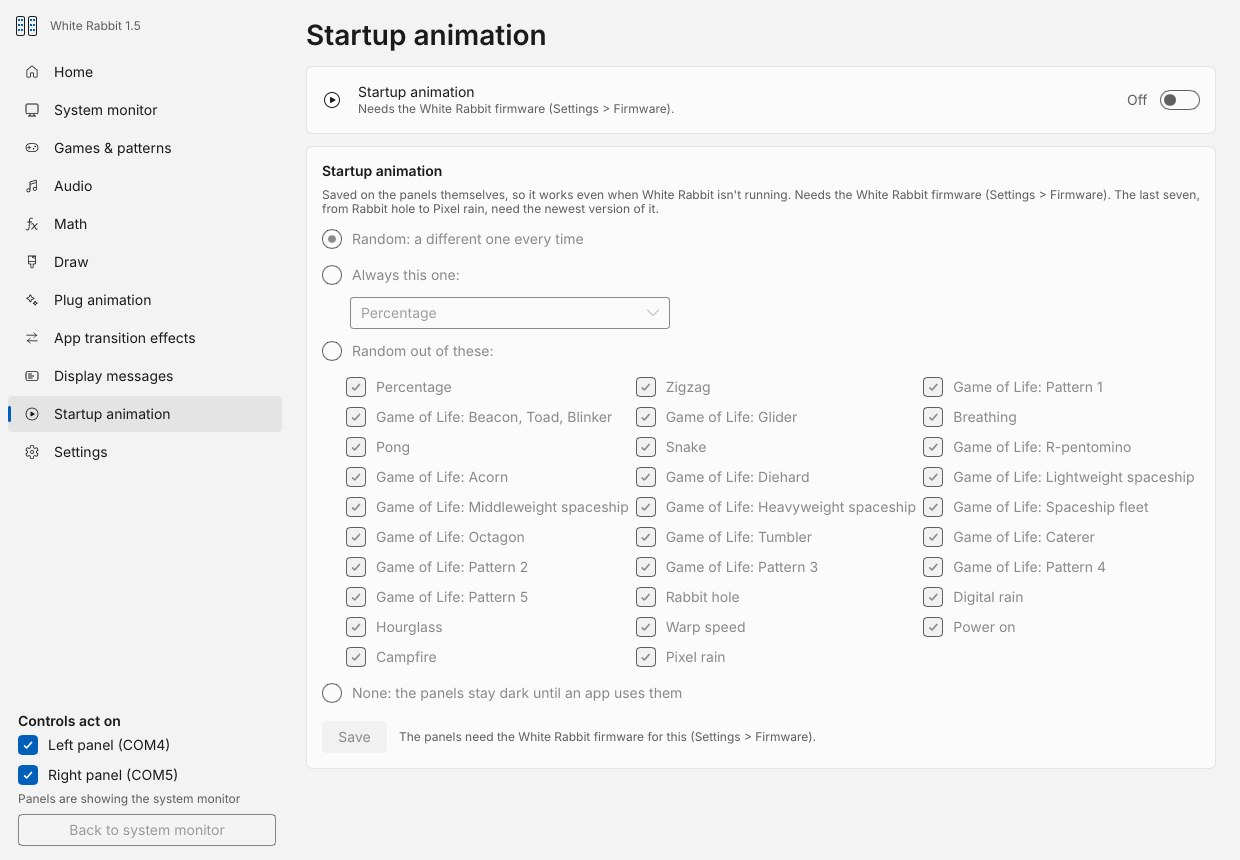 White Rabbit 1.5
Home
System monitor
Games & patterns
Audio
Math
Draw
Plug animation
App transition effects
Display messages
Startup animation
Settings
Controls act on
Left panel (COM4)
Right panel (COM5)
Panels are showing the system monitor
Back to system monitor
Startup animation
Startup animation
Needs the White Rabbit firmware (Settings > Firmware).
Off
Startup animation
Saved on the panels themselves, so it works even when White Rabbit isn't running. Needs the White Rabbit firmware (Settings > Firmware). The last seven,
from Rabbit hole to Pixel rain, need the newest version of it.
Random: a different one every time
Always this one:
Percentage
Random out of these:
Percentage Zigzag Game of Life: Pattern 1
Game of Life: Beacon, Toad, Blinker Game of Life: Glider Breathing
Pong Snake Game of Life: R-pentomino
Game of Life: Acorn Game of Life: Diehard Game of Life: Lightweight spaceship
Game of Life: Middleweight spaceship Game of Life: Heavyweight spaceship Game of Life: Spaceship fleet
Game of Life: Octagon Game of Life: Tumbler Game of Life: Caterer
Game of Life: Pattern 2 Game of Life: Pattern 3 Game of Life: Pattern 4
Game of Life: Pattern 5 Rabbit hole Digital rain
Hourglass Warp speed Power on
Campfire Pixel rain
None: the panels stay dark until an app uses them
Save The panels need the White Rabbit firmware for this (Settings > Firmware).